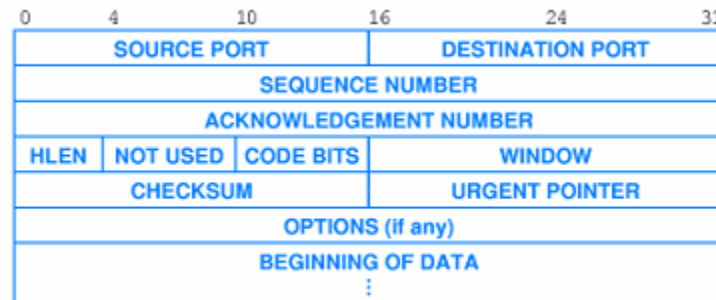 0 4 10 16 24 31
SOURCE PORT DESTINATION PORT
SEQUENCE NUMBER
ACKNOWLEDGEMENT NUMBER
HLEN NOT USED CODE BITS WINDOW
CHECKSUM URGENT POINTER
OPTIONS (if any)
BEGINNING OF DATA